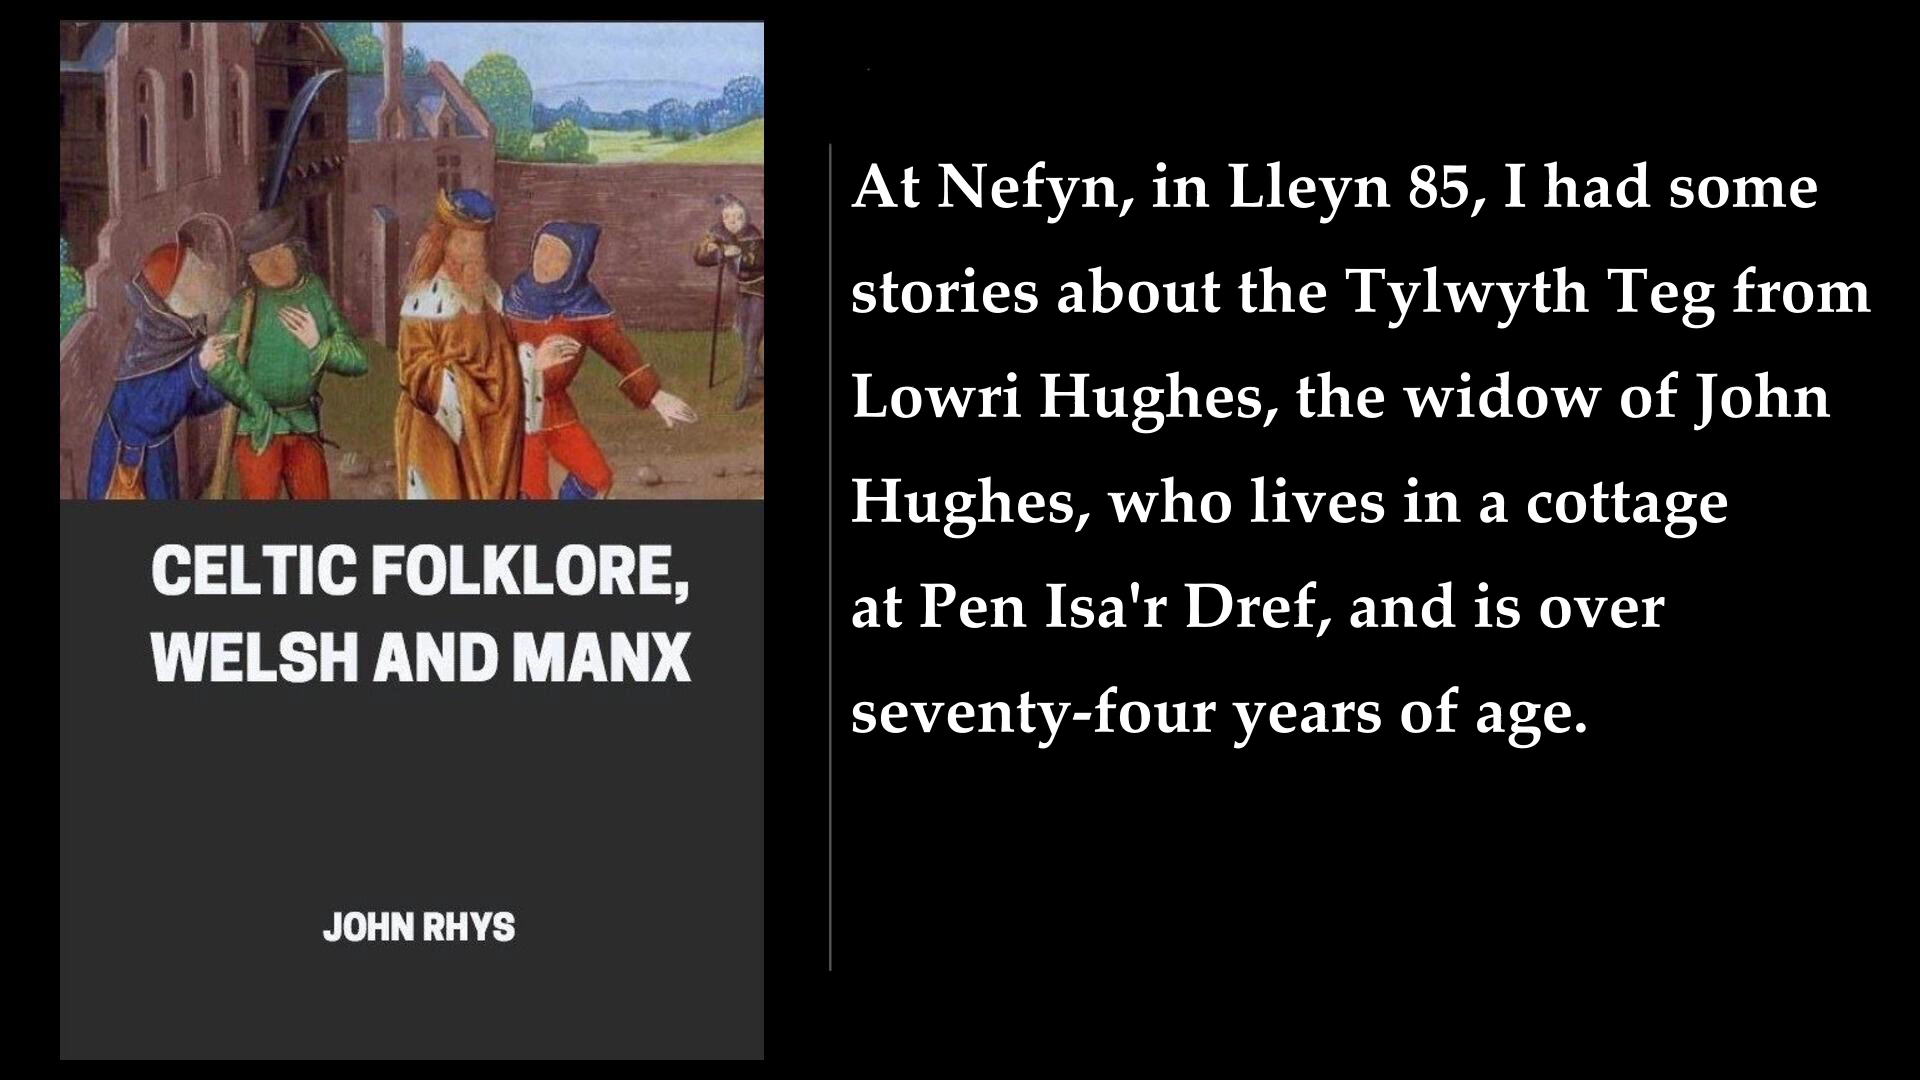 CELTIC FOLKLORE,
WELSH AND MANX
JOHN RHYS
At Nefyn, in Lleyn 85, I had some
stories about the Tylwyth Teg from
Lowri Hughes, the widow of John
Hughes, who lives in a cottage
at Pen Isa'r Dref, and is over
seventy-four years of age.